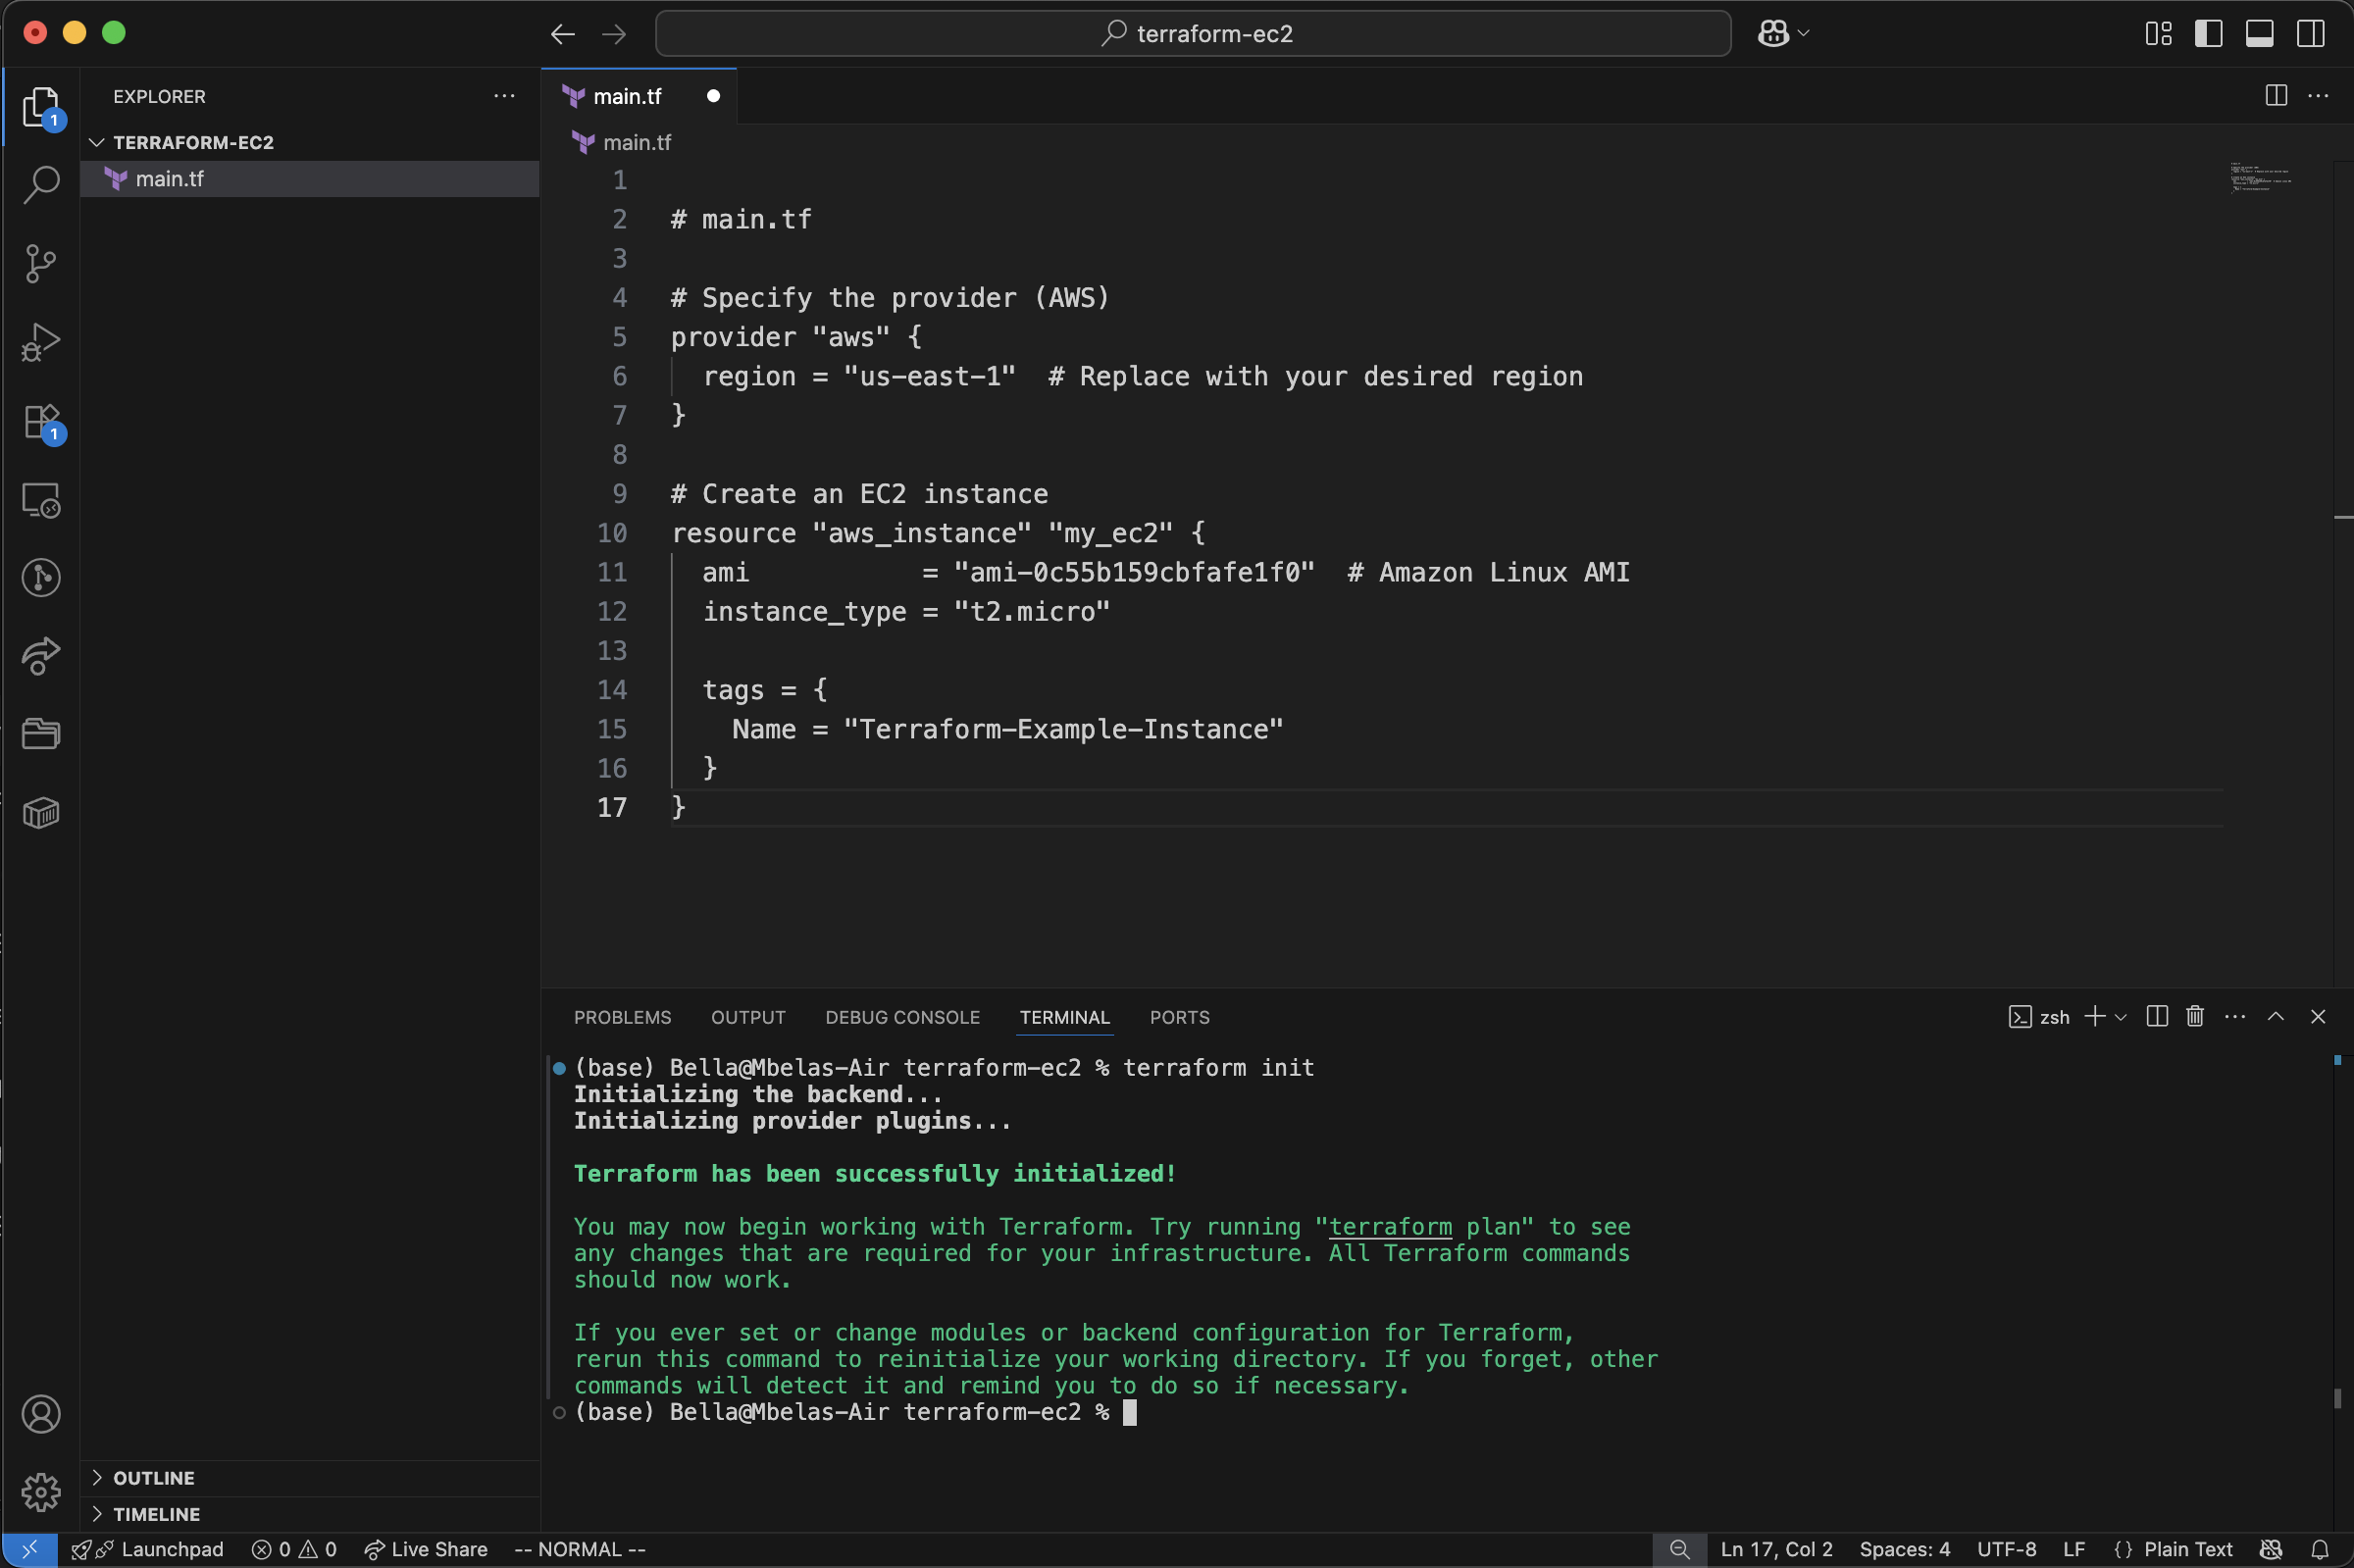 terraform-ec2
EXPLORER
TERRAFORM-EC2
main.tf
1
1
main.tf
main.tf
1
2 # main.tf
3
4 # Specify the provider (AWS)
5 provider "aws" {
6 region = "us-east-1" # Replace with your desired region
7 }
8
9 # Create an EC2 instance
10 resource "aws_instance" "my_ec2" {
11 ami = "ami-0c55b159cbfafe1f0" # Amazon Linux AMI
12 instance_type = "t2.micro"
13
14 tags = {
15 Name = "Terraform-Example-Instance"
16 }
17 }
PROBLEMS OUTPUT DEBUG CONSOLE TERMINAL PORTS
zsh
(base) Bella@Mbelas-Air terraform-ec2 % terraform init
Initializing the backend...
Initializing provider plugins...
Terraform has been successfully initialized!
You may now begin working with Terraform. Try running "terraform plan" to see
any changes that are required for your infrastructure. All Terraform commands
should now work.
If you ever set or change modules or backend configuration for Terraform,
rerun this command to reinitialize your working directory. If you forget, other
commands will detect it and remind you to do so if necessary.
(base) Bella@Mbelas-Air terraform-ec2 %
OUTLINE
TIMELINE
Launchpad 0 0 Live Share -- NORMAL -- Ln 17, Col 2 Spaces: 4 UTF-8 LF {} Plain Text